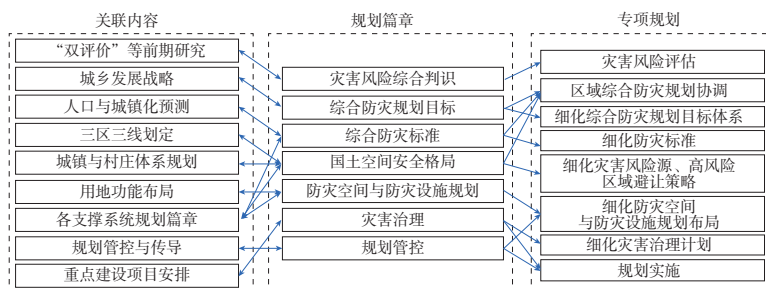 关联内容
“双评价”等前期研究
城乡发展战略
人口与城镇化预测
三区三线划定
城镇与村庄体系规划
用地功能布局
各支撑系统规划篇章
规划管控与传导
重点建设项目安排
规划篇章
灾害风险综合判识
综合防灾规划目标
综合防灾标准
国土空间安全格局
防灾空间与防灾设施规划
灾害治理
规划管控
专项规划
灾害风险评估
区域综合防灾规划协调
细化综合防灾规划目标体系
细化防灾标准
细化灾害风险源、高风险
区域避让策略
细化防灾空间
与防灾设施规划布局
细化灾害治理计划
规划实施